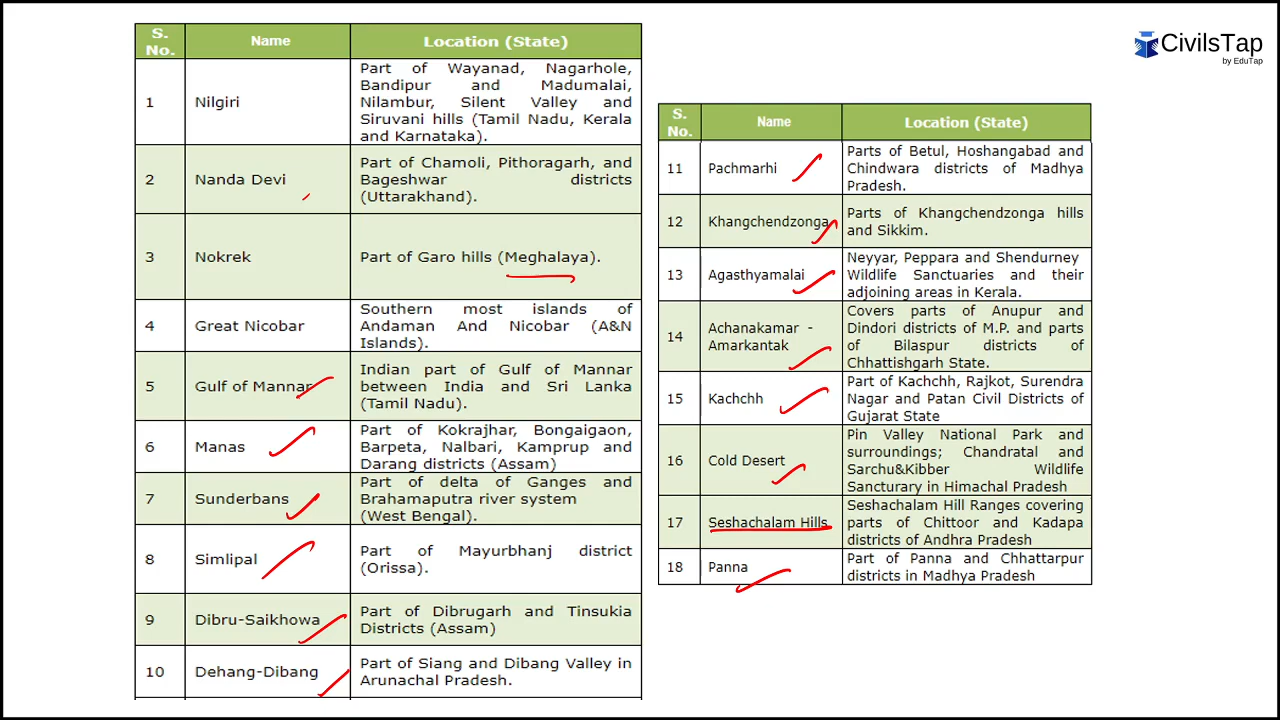 CivilsTap
by EduTap
S. No. Name Location (State)
1 Nilgiri Part of Wayanad, Nagarhole,
Bandipur and Madumalai,
Nilambur, Silent Valley and
Siruvani hills (Tamil Nadu, Kerala
and Karnataka).
2 Nanda Devi Part of Chamoli, Pithoragarh, and
Bageshwar districts
(Uttarakhand).
3 Nokrek Part of Garo hills (Meghalaya).
4 Great Nicobar Southern most islands of
Andaman And Nicobar (A&N
Islands).
5 Gulf of Mannar Indian part of Gulf of Mannar
between India and Sri Lanka
(Tamil Nadu).
6 Manas Part of Kokrajhar, Bongaigaon,
Barpeta, Nalbari, Kamprup and
Darang districts (Assam)
7 Sunderbans Part of delta of Ganges and
Brahamaputra river system
(West Bengal).
8 Simlipal Part of Mayurbhanj district
(Orissa).
9 Dibru-Saikhowa Part of Dibrugarh and Tinsukia
Districts (Assam)
10 Dehang-Dibang Part of Siang and Dibang Valley in
Arunachal Pradesh.
S. No. Name Location (State)
11 Pachmarhi Parts of Betul, Hoshangabad and
Chindwara districts of Madhya
Pradesh.
12 Khangchendzonga Parts of Khangchendzonga hills
and Sikkim.
13 Agasthyamalai Neyyar, Peppara and Shendurney
Wildlife Sanctuaries and their
adjoining areas in Kerala.
14 Achanakamar -
Amarkantak Covers parts of Anupur and
Dindori districts of M.P. and parts
of Bilaspur districts of
Chhattishgarh State.
15 Kachchh Part of Kachchh, Rajkot, Surendra
Nagar and Patan Civil Districts of
Gujarat State
16 Cold Desert Pin Valley National Park and
surroundings; Chandratal and
Sarchu&Kibber Wildlife
Sancturary in Himachal Pradesh
17 Seshachalam Hills Seshachalam Hill Ranges covering
parts of Chittoor and Kadapa
districts of Andhra Pradesh
18 Panna Part of Panna and Chhattarpur
districts in Madhya Pradesh